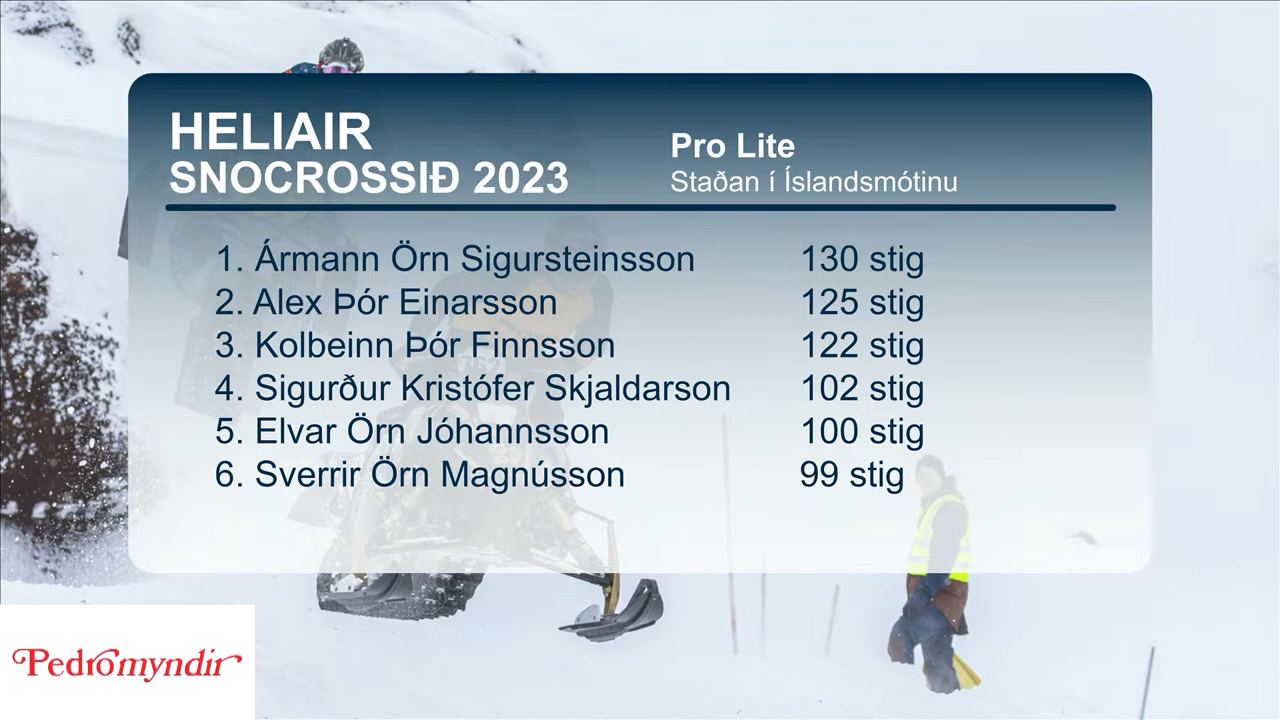 HELIAIR
SNOCROSSIÐ 2023
Pro Lite
Staðan í Íslandsmótinu
1. Ármann Örn Sigursteinsson 130 stig
2. Alex Þór Einarsson 125 stig
3. Kolbeinn Þór Finnsson 122 stig
4. Sigurður Kristófer Skjaldarson 102 stig
5. Elvar Örn Jóhannsson 100 stig
6. Sverrir Örn Magnússon 99 stig
Pedrómyndir